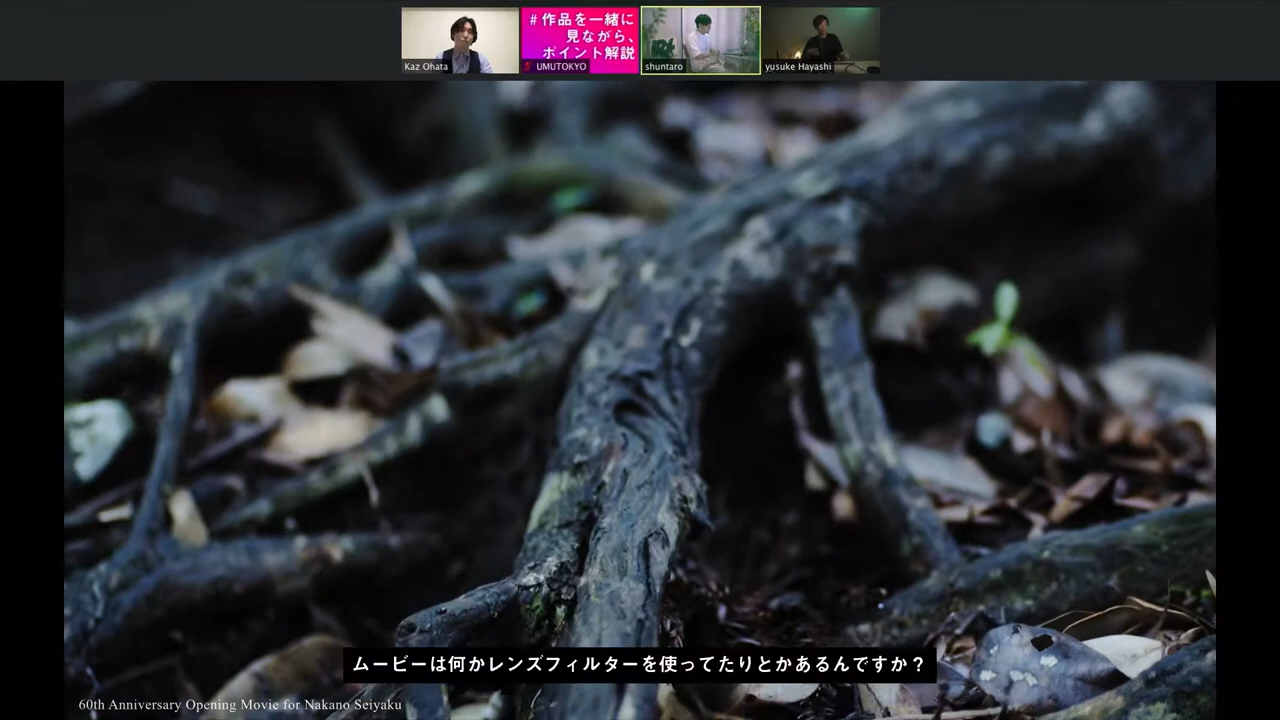 #作品を一緒に
見ながら、
ポイント解説
Kaz Ohata
UMUTOKYO
shuntaro
yusuke Hayashi
ムービーは何かレンズフィルターを使ってたりとかあるんですか？
60th Anniversary Opening Movie for Nakano Seiyaku